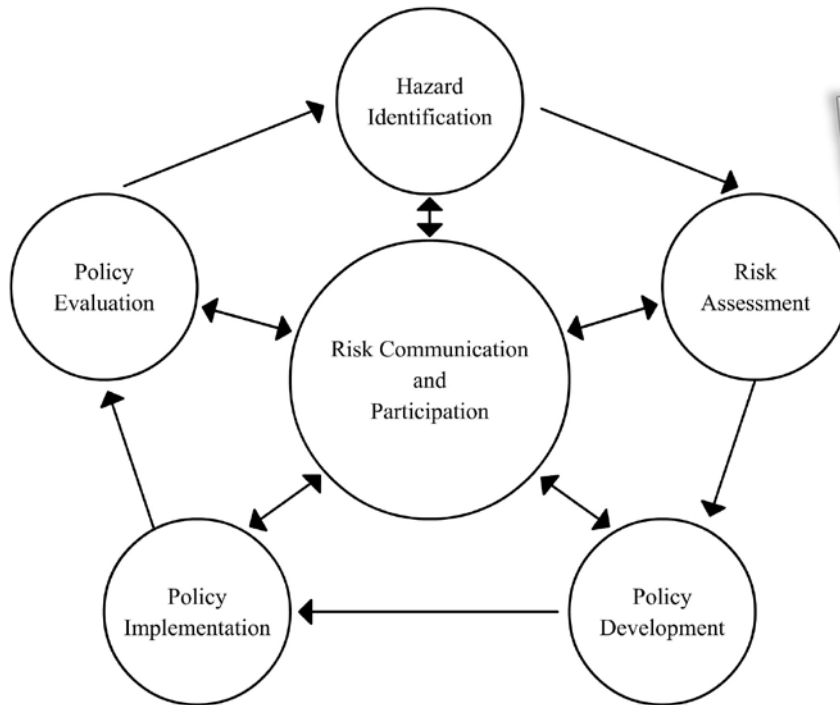 Hazard
Identification
Policy
Evaluation
Risk
Assessment
Risk Communication
and
Participation
Policy
Implementation
Policy
Development